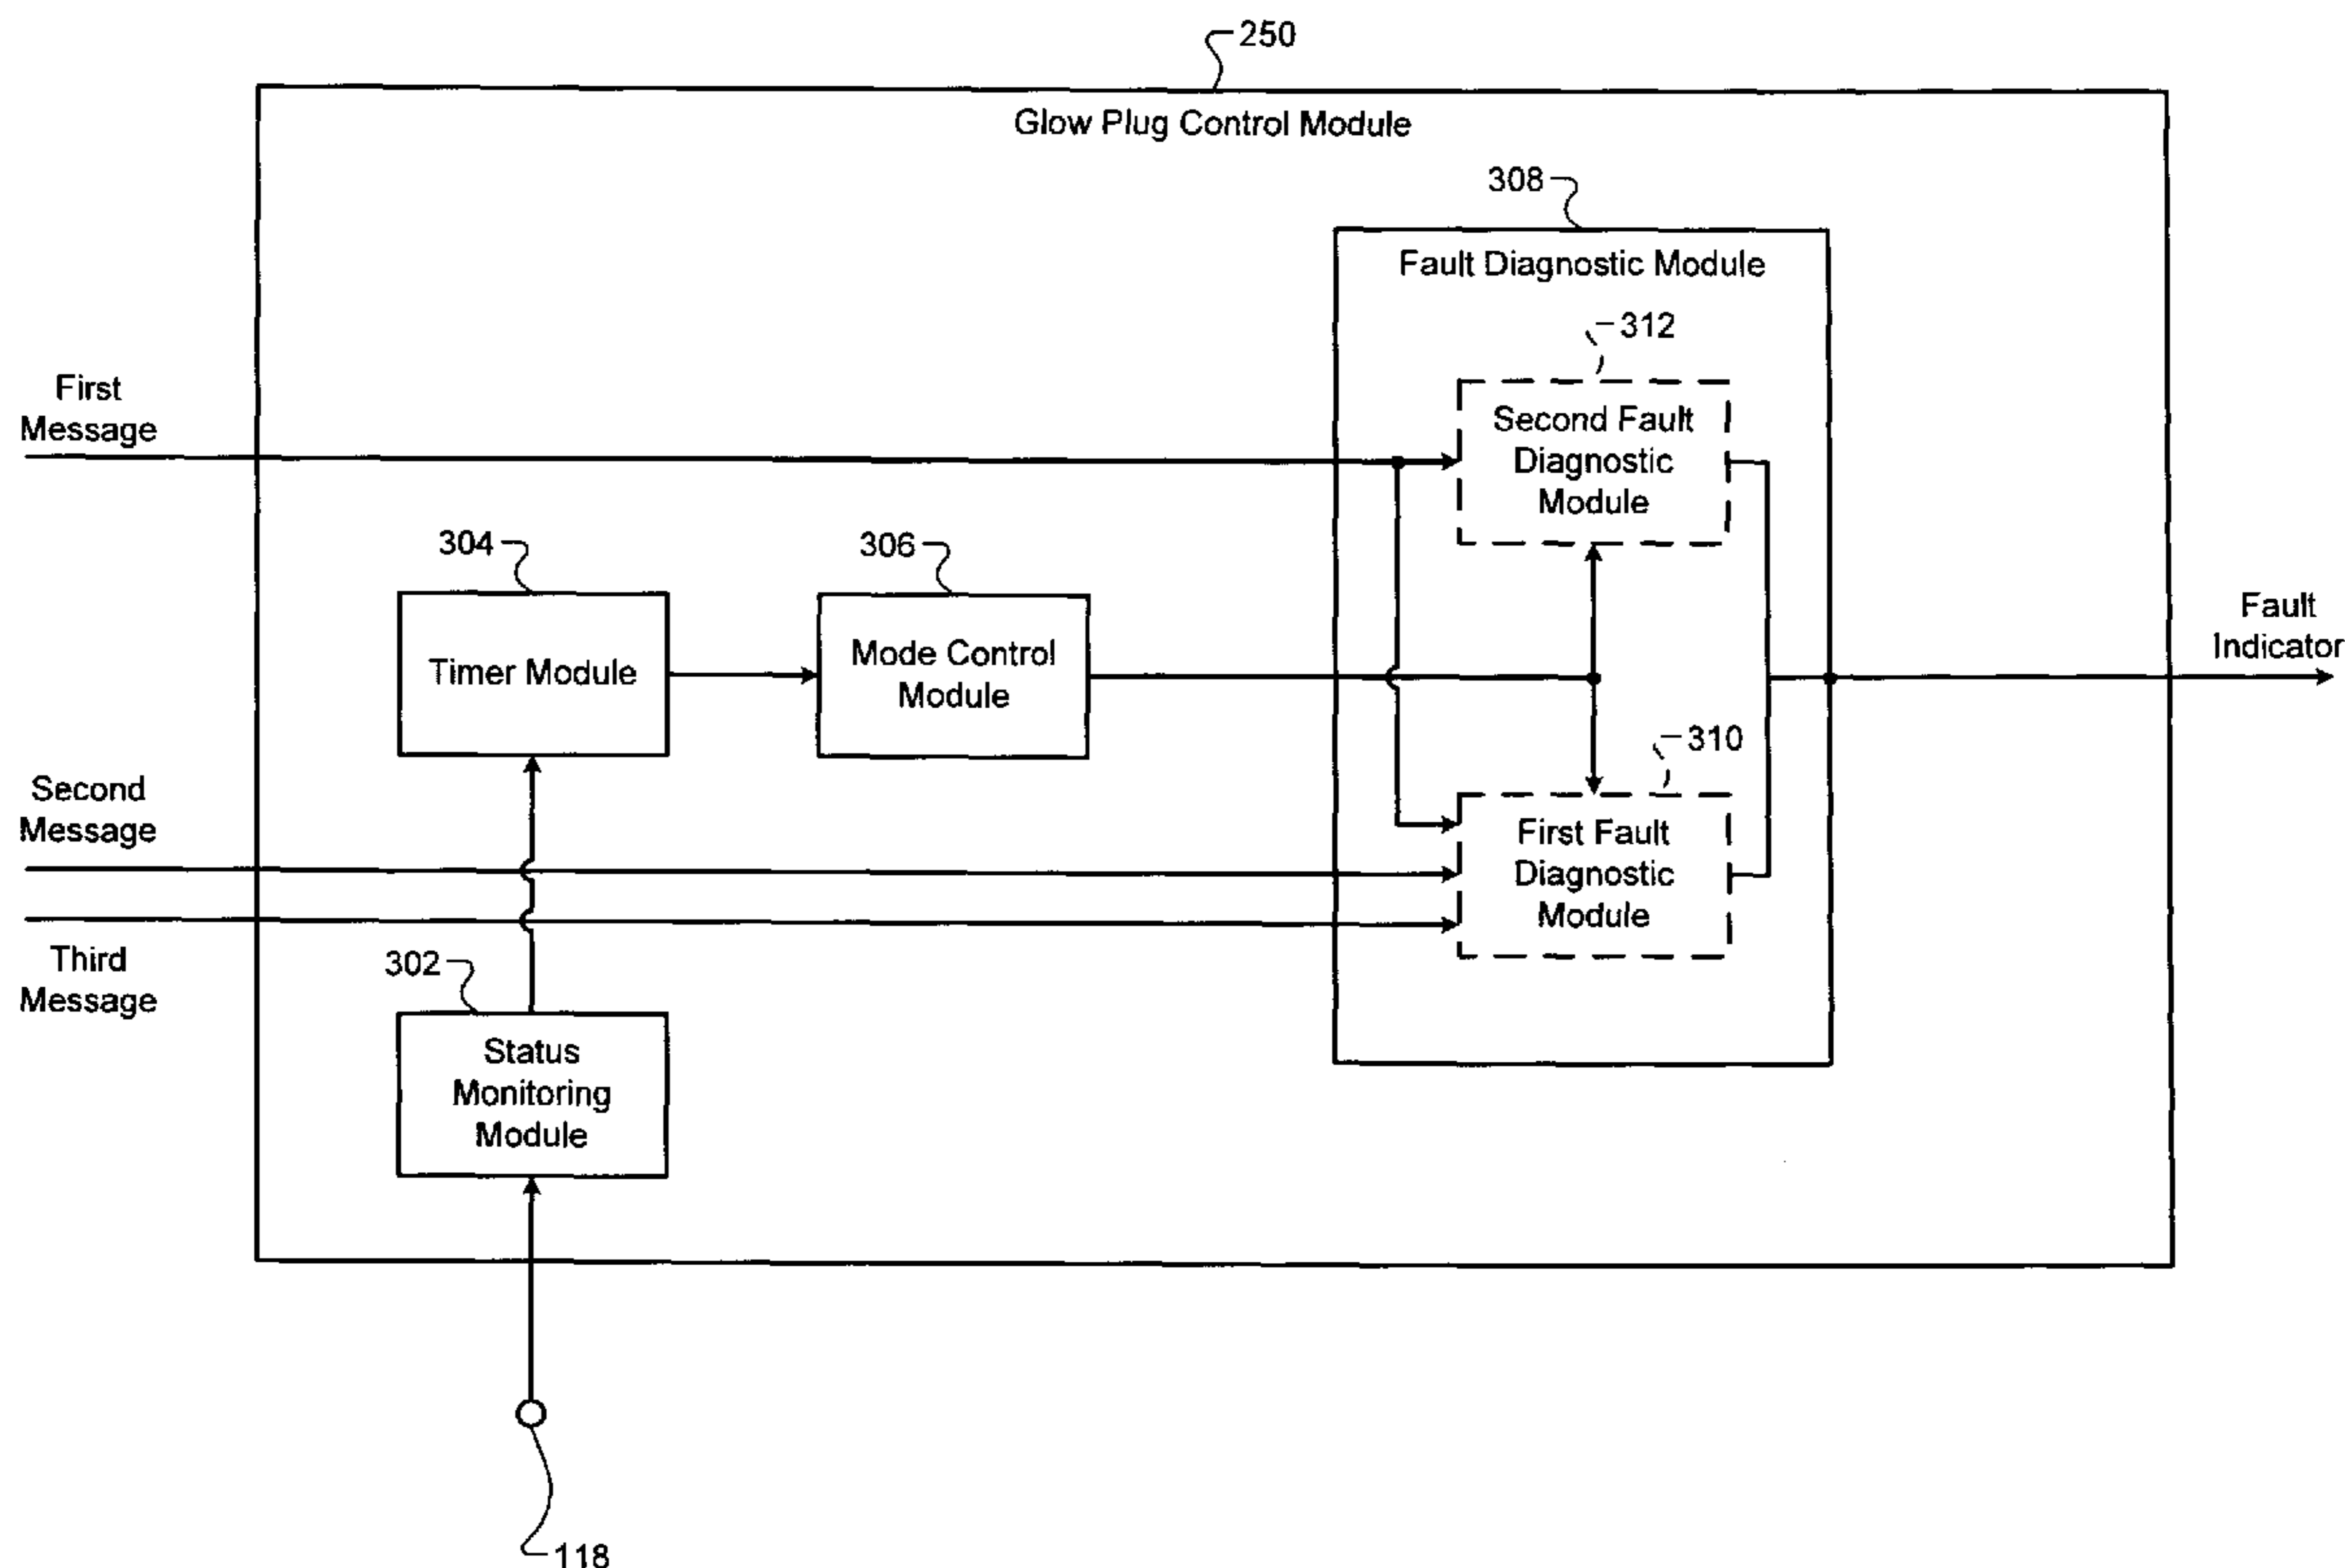 250
Glow Plug Control Module
308
Fault Diagnostic Module
312
Second Fault
Diagnostic
Module
First
Message
304
Timer Module
306
Mode Control
Module
Fault
Indicator
310
First Fault
Diagnostic
Module
Second
Message
Third
Message
302
Status
Monitoring
Module
118